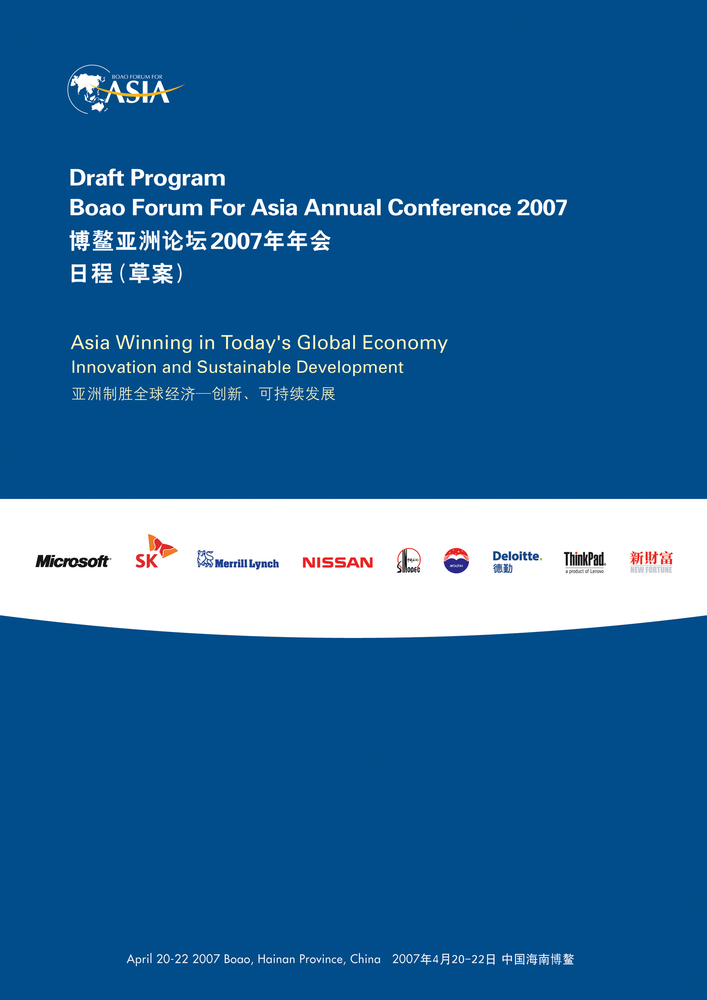 BOAO FORUM FOR
ASIA
Draft Program
Boao Forum For Asia Annual Conference 2007
博鳌亚洲论坛2007年年会
日程(草案)
Asia Winning in Today's Global Economy
Innovation and Sustainable Development
亚洲制胜全球经济—创新、可持续发展
Microsoft®
SK
Merrill Lynch
NISSAN
中国石化
SINOPEC
MOUTAI
Deloitte.
德勤
ThinkPad®
a product of Lenovo
新財富
NEW FORTUNE
April 20-22 2007 Boao, Hainan Province, China 2007年4月20-22日 中国海南博鳌